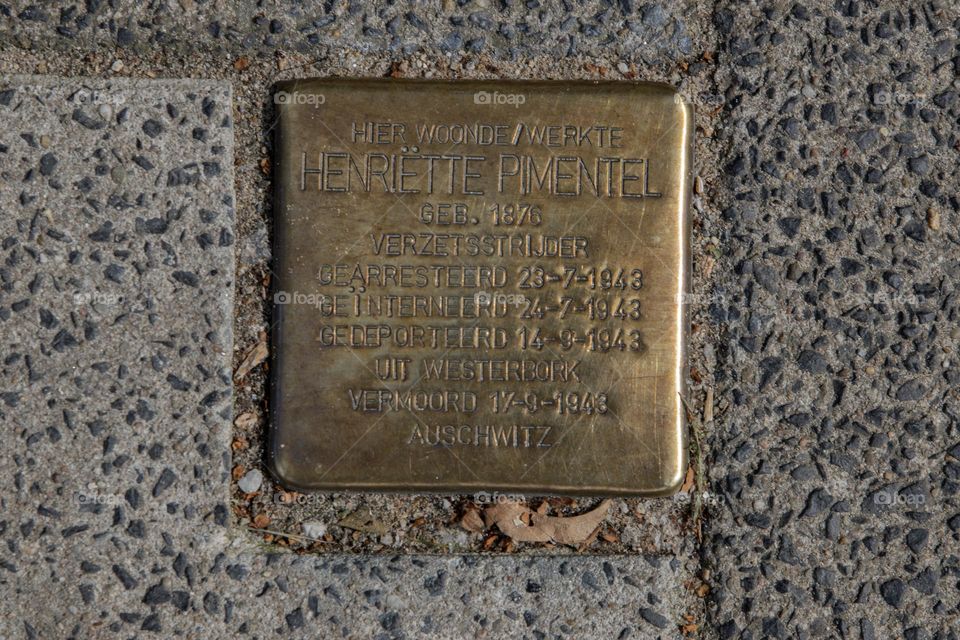 HIER WOONDE/WERKTE
HENRIËTTE PIMENTEL
GEB. 1876
VERZETSSTRIJDER
GEARRESTEERD 23-7-1943
GEÏNTERNEERD 24-7-1943
GEDEPORTEERD 14-9-1943
UIT WESTERBORK
VERMOORD 17-9-1943
AUSCHWITZ